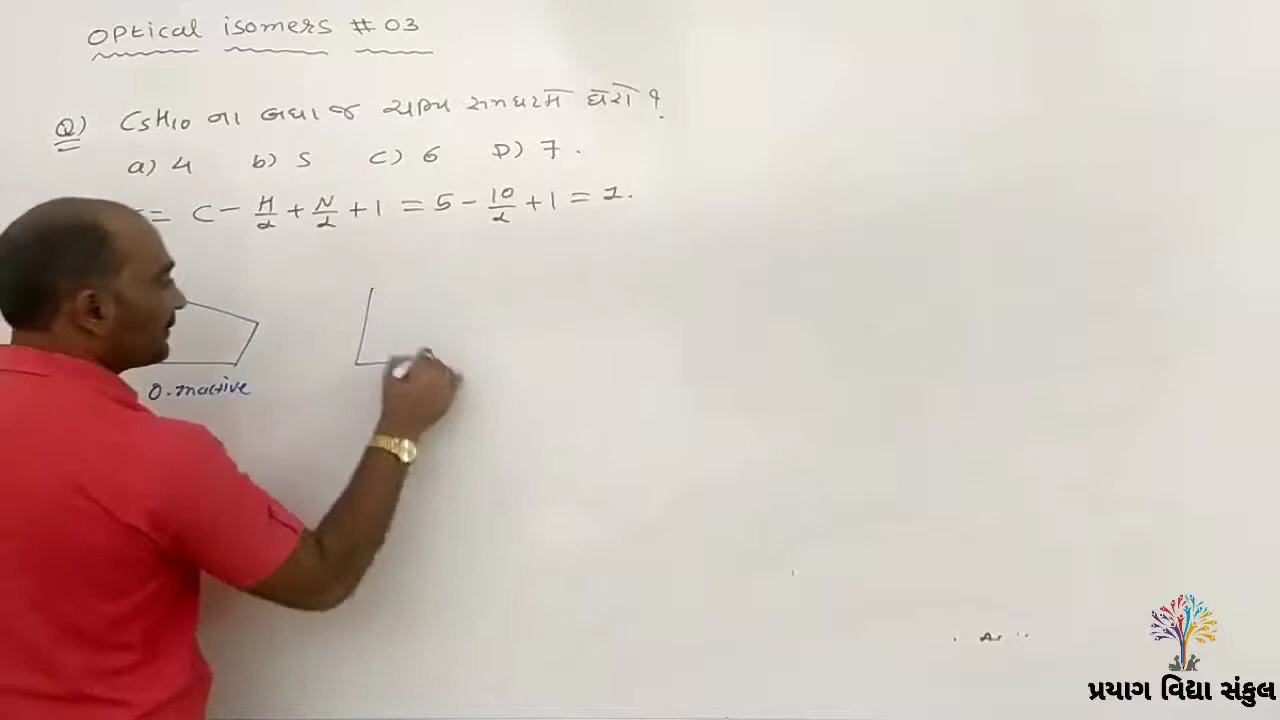 OPtical isomers # 03
Q) C5H10 ના બધા જ ચક્રિય સમઘટકો દોરો ?
a) 4 b) 5 C) 6 D) 7 .
= C - H/2 + N/2 + 1 = 5 - 10/2 + 1 = 1.
O. Inactive
પ્રયાગ વિદ્યા સંકુલ